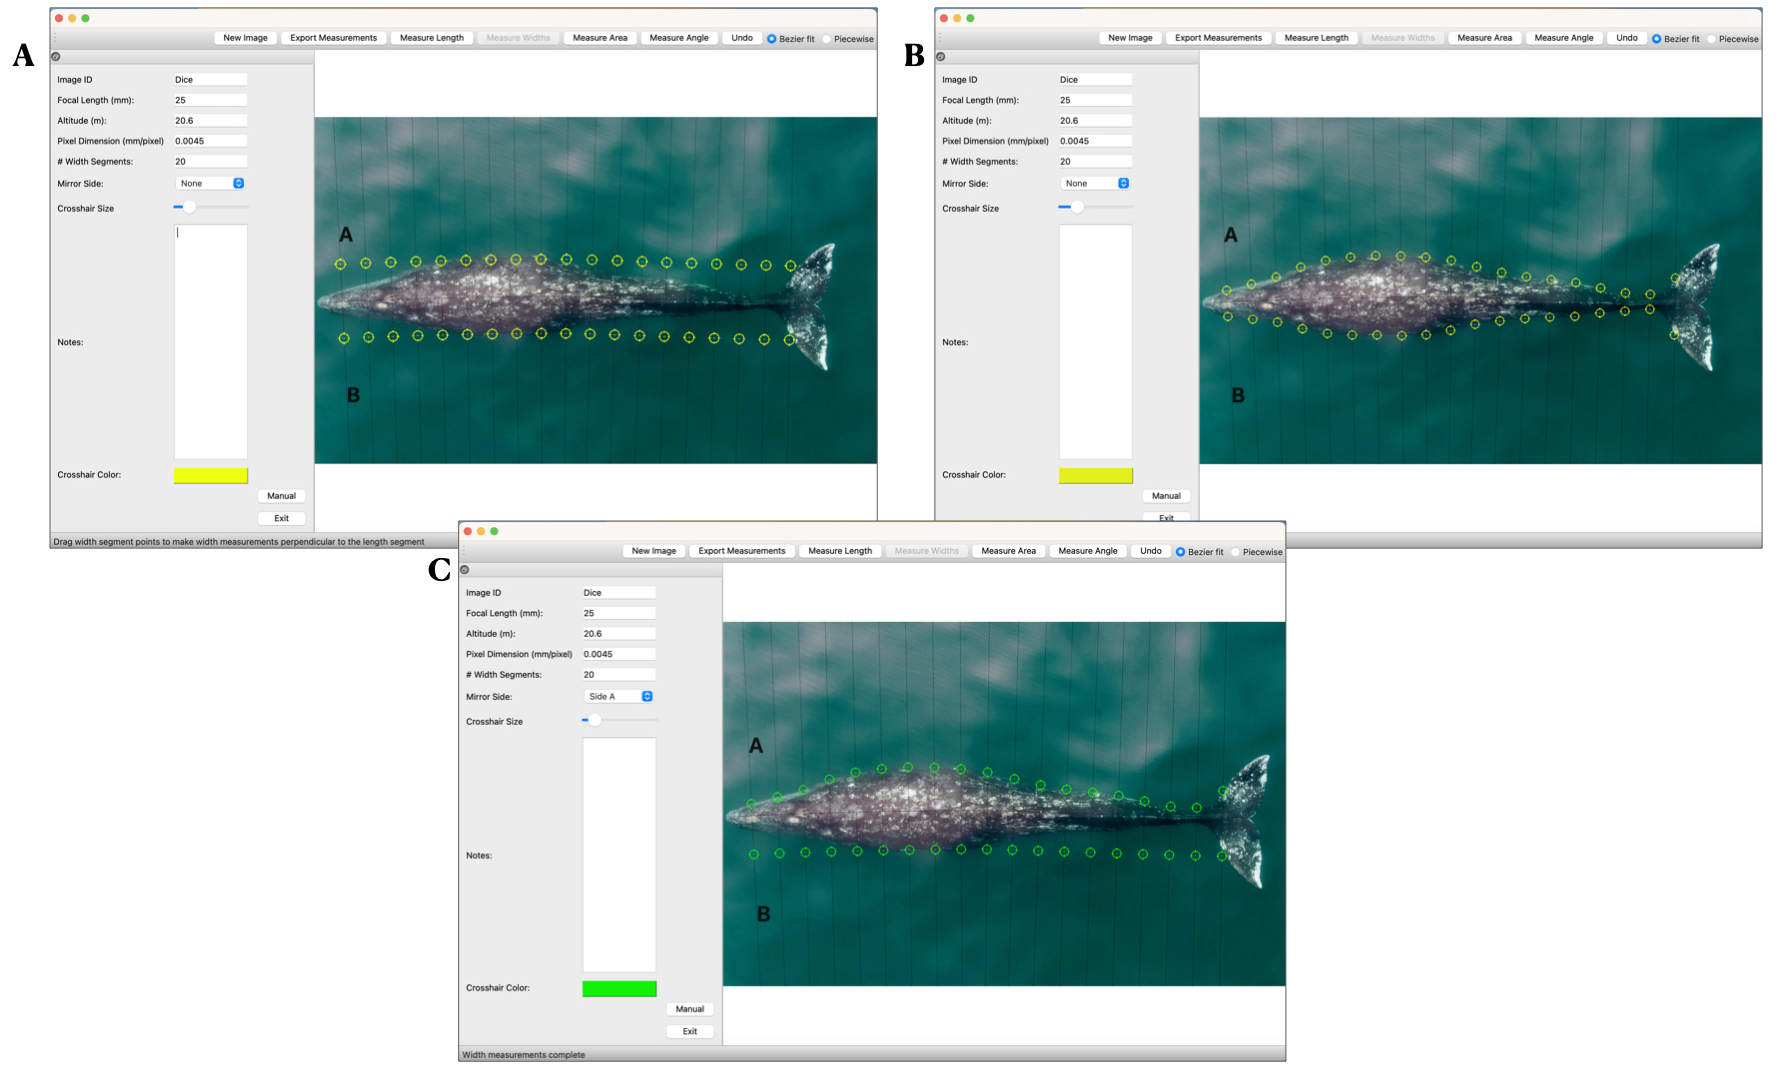 A
New Image Export Measurements Measure Length Measure Widths Measure Area Measure Angle Undo Bezier fit Piecewise
Image ID Dice
Focal Length (mm): 25
Altitude (m): 20.6
Pixel Dimension (mm/pixel) 0.0045
# Width Segments: 20
Mirror Side: None
Crosshair Size
Notes:
Crosshair Color:
Manual
Exit
Drag width segment points to make width measurements perpendicular to the length segment
A
B
B
New Image Export Measurements Measure Length Measure Widths Measure Area Measure Angle Undo Bezier fit Piecewise
Image ID Dice
Focal Length (mm): 25
Altitude (m): 20.6
Pixel Dimension (mm/pixel) 0.0045
# Width Segments: 20
Mirror Side: None
Crosshair Size
Notes:
Crosshair Color:
Manual
Exit
A
B
C
New Image Export Measurements Measure Length Measure Widths Measure Area Measure Angle Undo Bezier fit Piecewise
Image ID Dice
Focal Length (mm): 25
Altitude (m): 20.6
Pixel Dimension (mm/pixel) 0.0045
# Width Segments: 20
Mirror Side: Side A
Crosshair Size
Notes:
Crosshair Color:
Manual
Exit
Width measurements complete
A
B